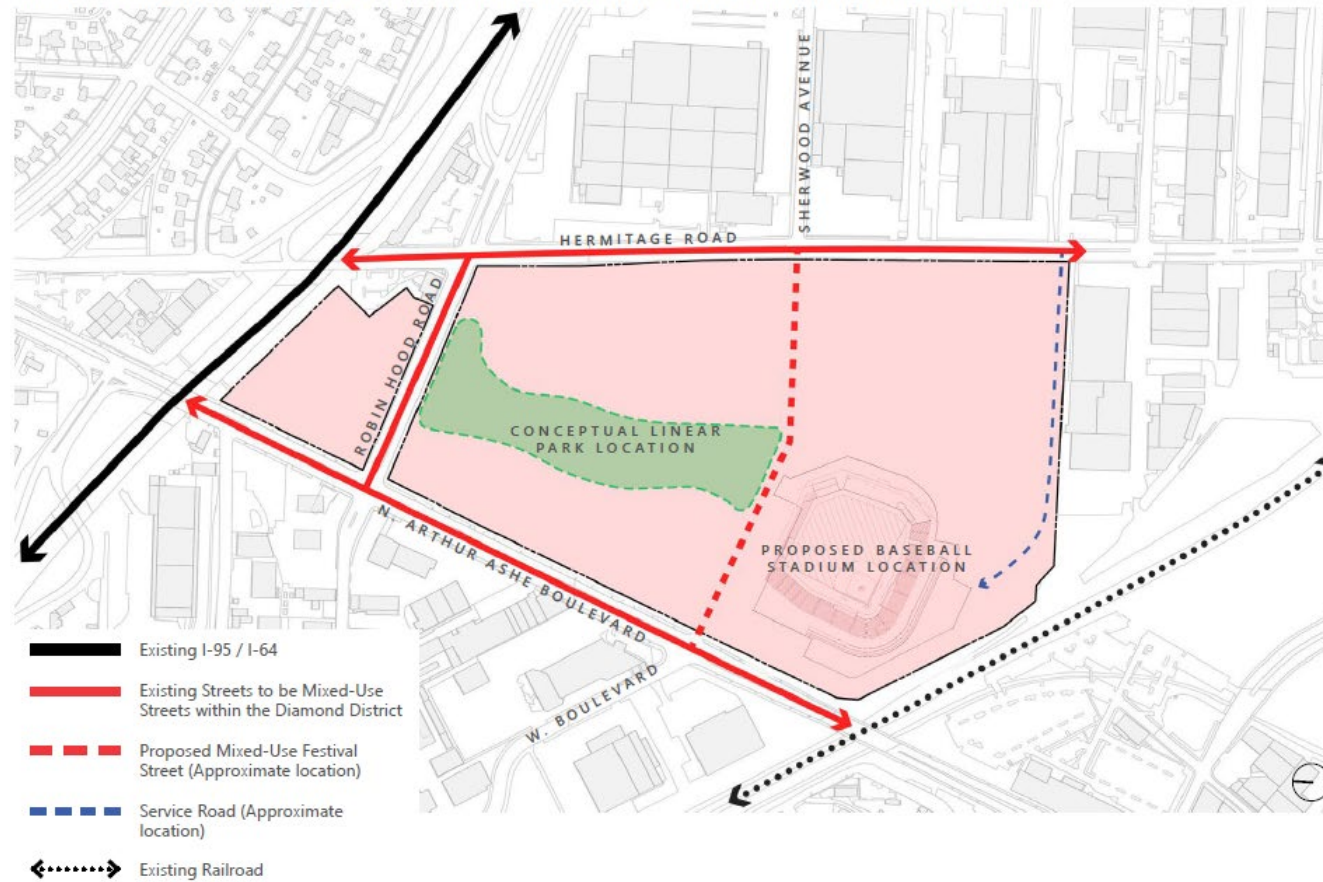 SHERWOOD AVENUE
HERMITAGE ROAD
ROBIN HOOD ROAD
CONCEPTUAL LINEAR
PARK LOCATION
PROPOSED BASEBALL
STADIUM LOCATION
N. ARTHUR ASHE BOULEVARD
W. BOULEVARD
Existing I-95 / I-64
Existing Streets to be Mixed-Use
Streets within the Diamond District
Proposed Mixed-Use Festival
Street (Approximate location)
Service Road (Approximate
location)
Existing Railroad